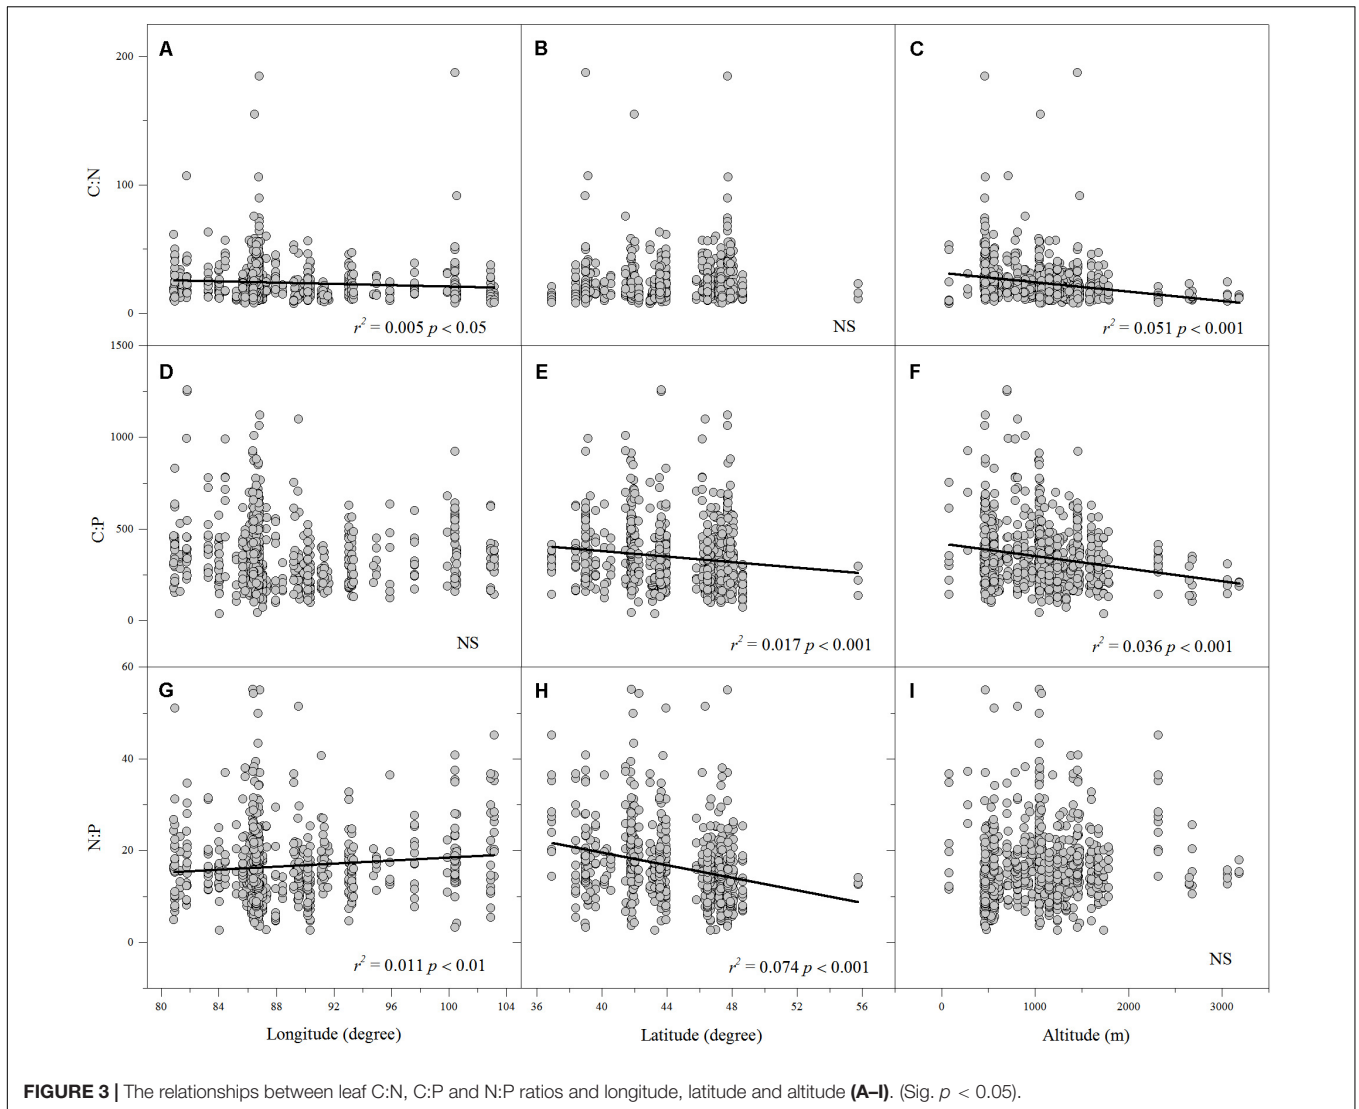 A
B
C
200
100
0
C:N
r² = 0.005 p < 0.05
NS
r² = 0.051 p < 0.001
D
E
F
1500
1000
500
0
C:P
NS
r² = 0.017 p < 0.001
r² = 0.036 p < 0.001
G
H
I
60
40
20
0
N:P
r² = 0.011 p < 0.01
r² = 0.074 p < 0.001
NS
80 84 88 92 96 100 104
36 40 44 48 52 56
0 1000 2000 3000
Longitude (degree)
Latitude (degree)
Altitude (m)
FIGURE 3 | The relationships between leaf C:N, C:P and N:P ratios and longitude, latitude and altitude (A–I). (Sig. p < 0.05).